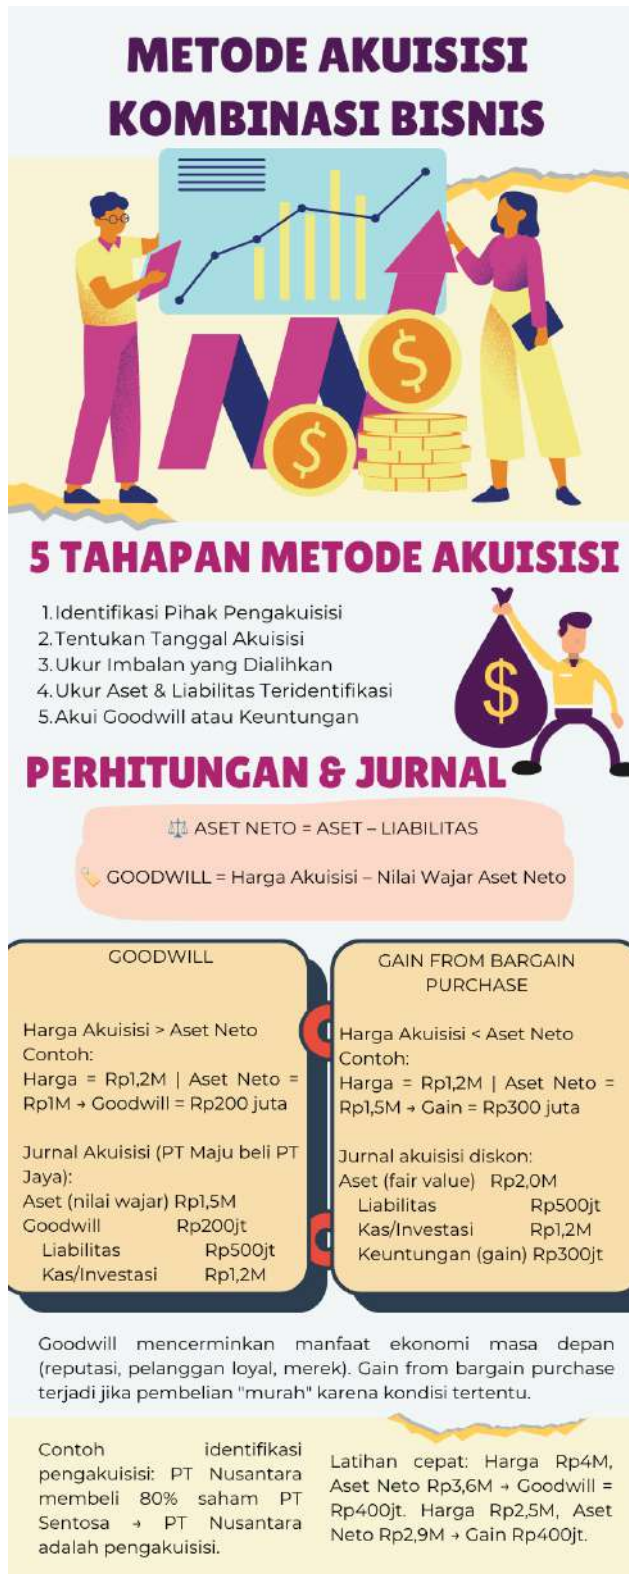 METODE AKUISISI
KOMBINASI BISNIS
5 TAHAPAN METODE AKUISISI
1.Identifikasi Pihak Pengakuisisi
2.Tentukan Tanggal Akuisisi
3.Ukur Imbalan yang Dialihkan
4.Ukur Aset & Liabilitas Teridentifikasi
5.Akui Goodwill atau Keuntungan
$
$
$
PERHITUNGAN & JURNAL
⚖️ ASET NETO = ASET – LIABILITAS
🏷️ GOODWILL = Harga Akuisisi – Nilai Wajar Aset Neto
GOODWILL
Harga Akuisisi > Aset Neto
Contoh:
Harga = Rp1,2M | Aset Neto =
Rp1M → Goodwill = Rp200 juta
Jurnal Akuisisi (PT Maju beli PT
Jaya):
Aset (nilai wajar) Rp1,5M
Goodwill Rp200jt
Liabilitas Rp500jt
Kas/Investasi Rp1,2M
GAIN FROM BARGAIN
PURCHASE
Harga Akuisisi < Aset Neto
Contoh:
Harga = Rp1,2M | Aset Neto =
Rp1,5M → Gain = Rp300 juta
Jurnal akuisisi diskon:
Aset (fair value) Rp2,0M
Liabilitas Rp500jt
Kas/Investasi Rp1,2M
Keuntungan (gain) Rp300jt
Goodwill mencerminkan manfaat ekonomi masa depan
(reputasi, pelanggan loyal, merek). Gain from bargain purchase
terjadi jika pembelian "murah" karena kondisi tertentu.
Contoh identifikasi
pengakuisisi: PT Nusantara
membeli 80% saham PT
Sentosa → PT Nusantara
adalah pengakuisisi.
Latihan cepat: Harga Rp4M,
Aset Neto Rp3,6M → Goodwill =
Rp400jt. Harga Rp2,5M, Aset
Neto Rp2,9M → Gain Rp400jt.